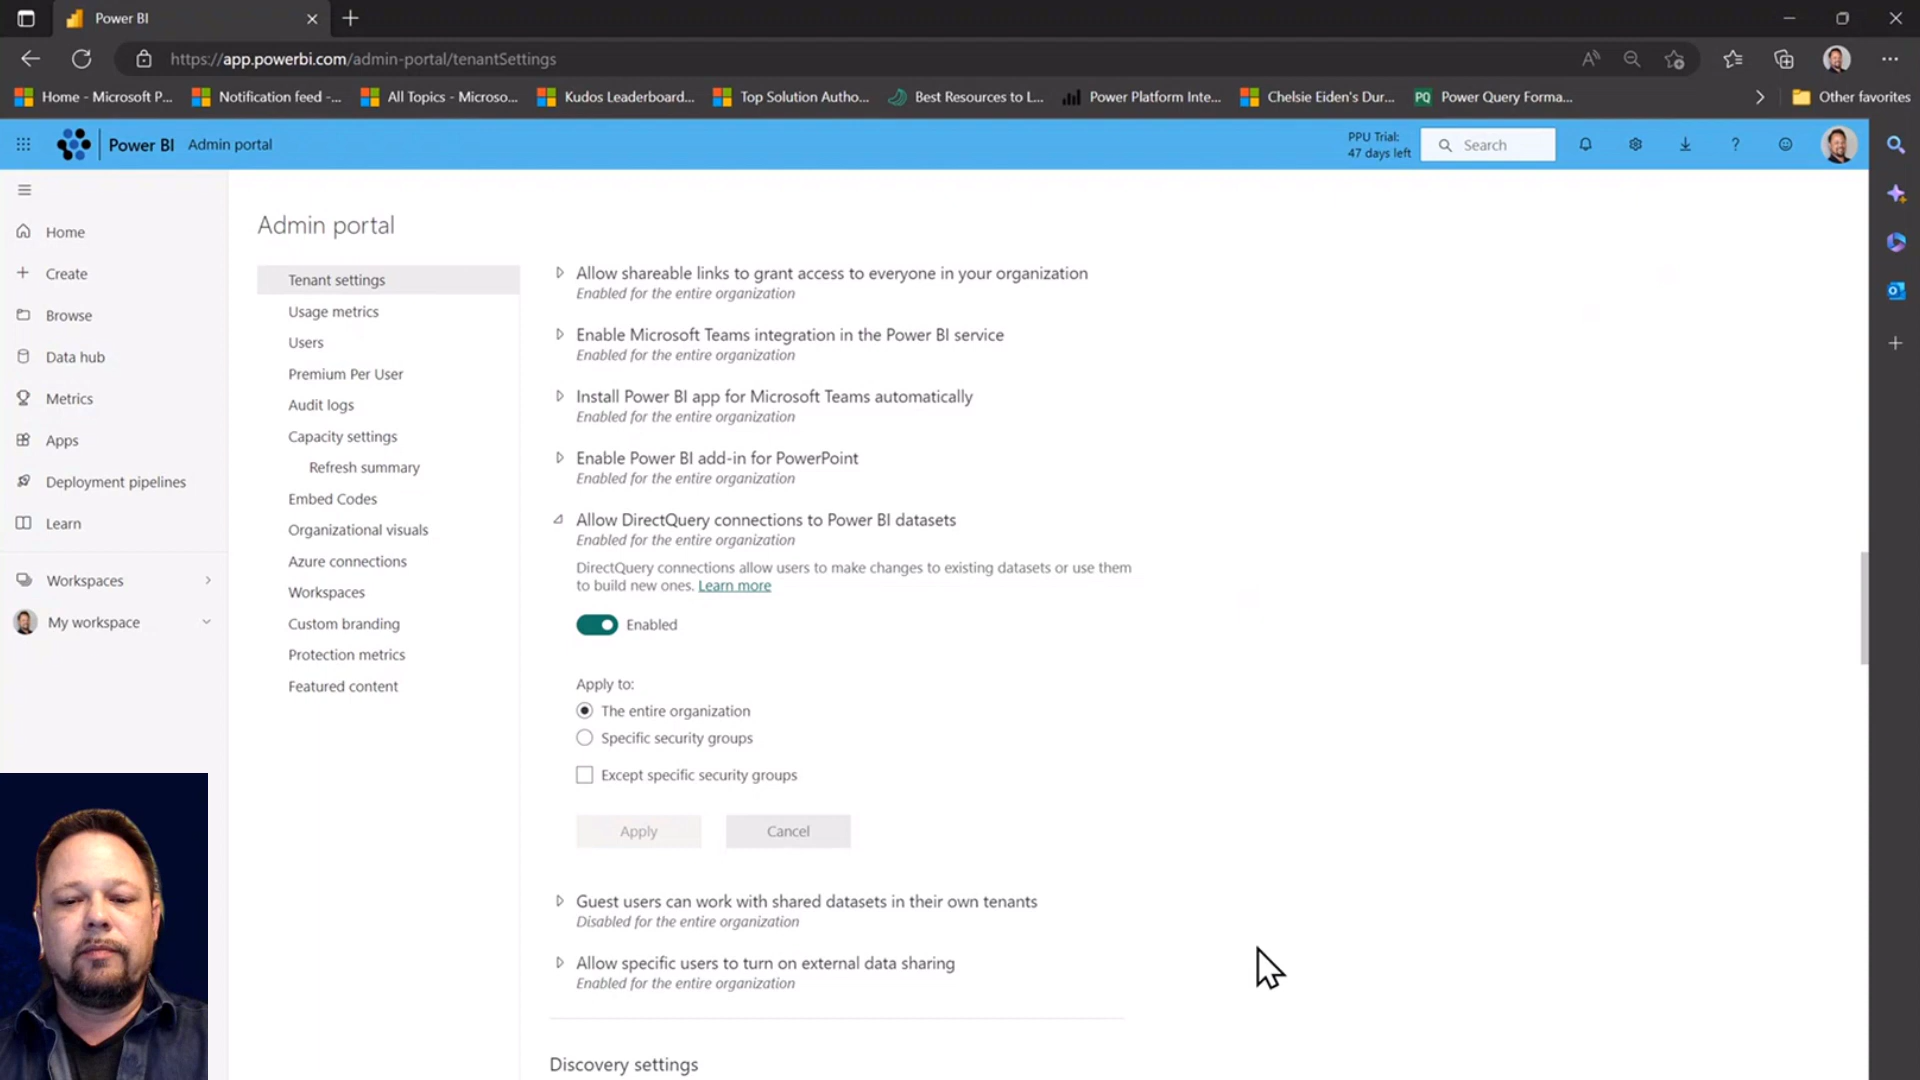 Power BI
https://app.powerbi.com/admin-portal/tenantSettings
Home - Microsoft P...
Notification feed -...
All Topics - Microso...
Kudos Leaderboard...
Top Solution Autho...
Best Resources to L...
Power Platform Inte...
Chelsie Eiden's Dur...
PQ Power Query Forma...
Other favorites
Power BI Admin portal
PPU Trial:
47 days left
Search
Home
Create
Browse
Data hub
Metrics
Apps
Deployment pipelines
Learn
Workspaces
My workspace
Admin portal
Tenant settings
Usage metrics
Users
Premium Per User
Audit logs
Capacity settings
Refresh summary
Embed Codes
Organizational visuals
Azure connections
Workspaces
Custom branding
Protection metrics
Featured content
Allow shareable links to grant access to everyone in your organization
Enabled for the entire organization
Enable Microsoft Teams integration in the Power BI service
Enabled for the entire organization
Install Power BI app for Microsoft Teams automatically
Enabled for the entire organization
Enable Power BI add-in for PowerPoint
Enabled for the entire organization
Allow DirectQuery connections to Power BI datasets
Enabled for the entire organization
DirectQuery connections allow users to make changes to existing datasets or use them
to build new ones. Learn more
Enabled
Apply to:
The entire organization
Specific security groups
Except specific security groups
Apply
Cancel
Guest users can work with shared datasets in their own tenants
Disabled for the entire organization
Allow specific users to turn on external data sharing
Enabled for the entire organization
Discovery settings